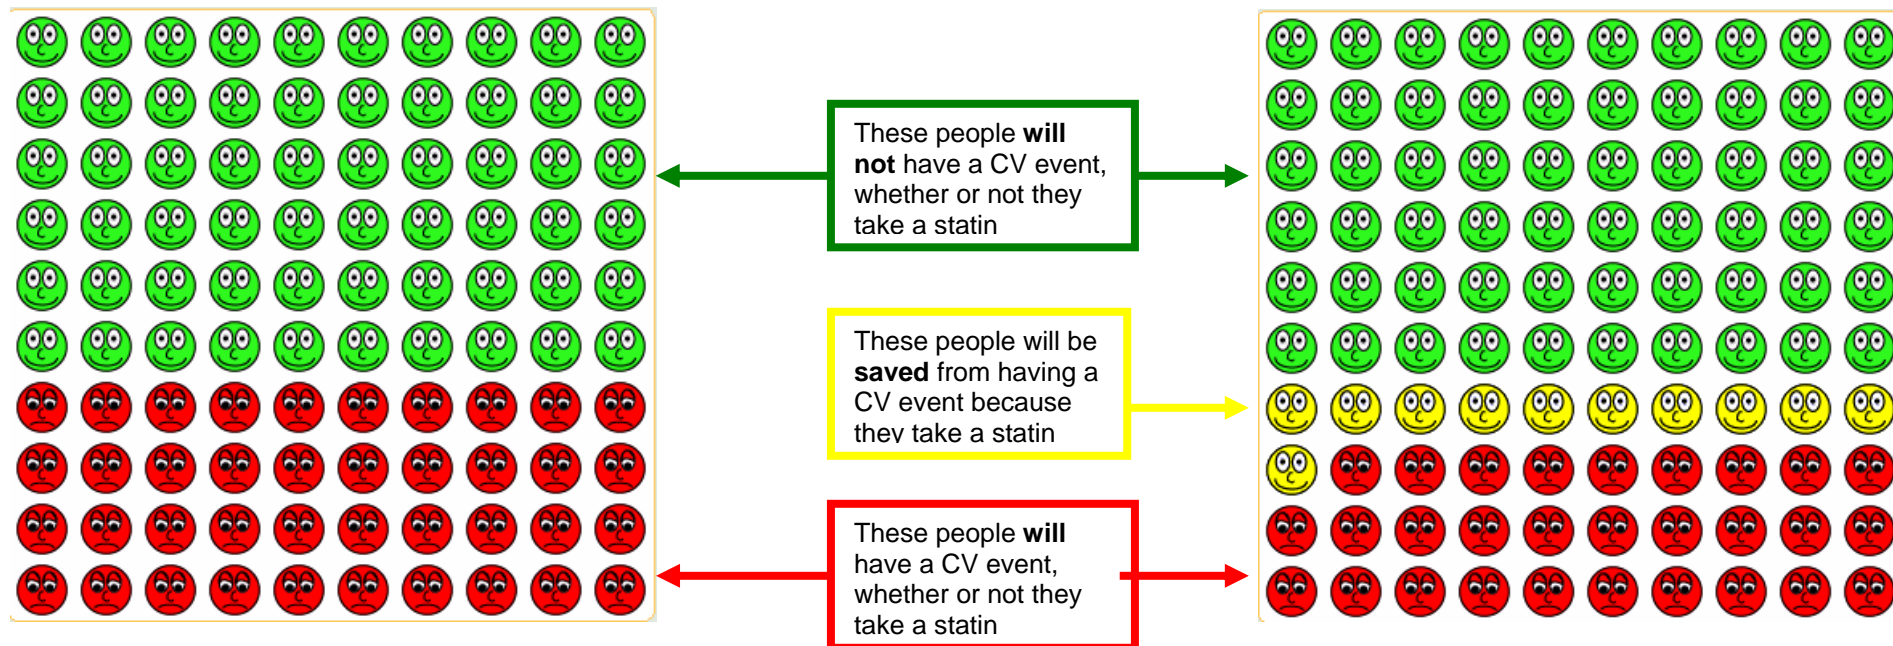 These people will
not have a CV event,
whether or not they
take a statin
These people will be
saved from having a
CV event because
they take a statin
These people will
have a CV event,
whether or not they
take a statin